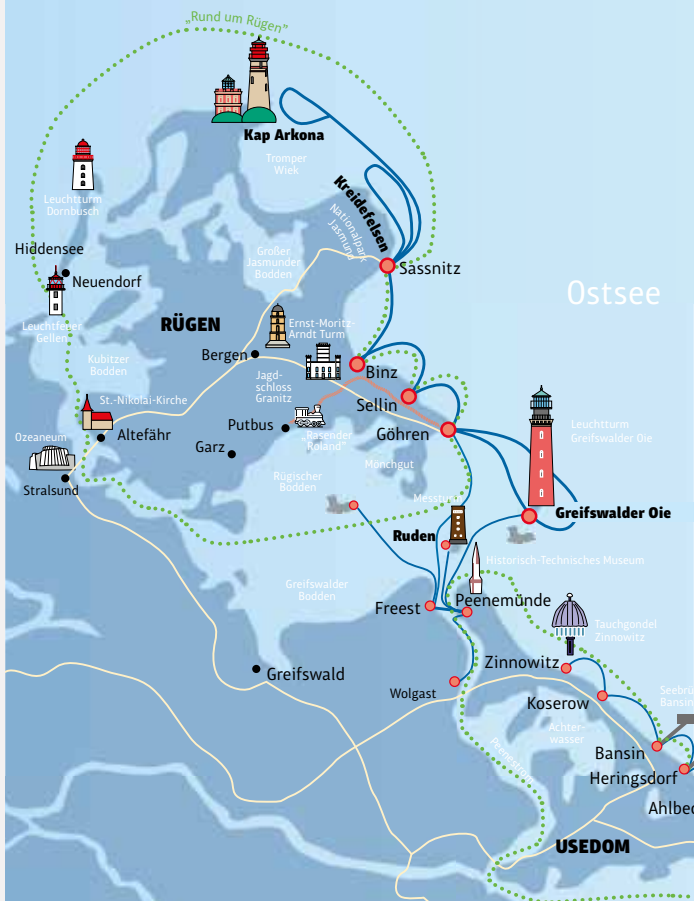 „Rund um Rügen”
Kap Arkona
Tromper
Wiek
Leuchtturm
Dornbusch
Kreidefelsen
Nationalpark
Jasmund
Hiddensee
Neuendorf
Großer
Jasmunder
Bodden
Sassnitz
Ostsee
Leuchtfeuer
Gellen
RÜGEN
Ernst-Moritz-
Arndt Turm
Kubitzer
Bodden
Bergen
Binz
Jagd-
schloss
Granitz
St.-Nikolai-Kirche
Sellin
Altefähr
Putbus
„Rasender
Roland”
Göhren
Leuchtturm
Greifswalder Oie
Ozeaneum
Garz
Mönchgut
Stralsund
Rügischer
Bodden
Messturm
Greifswalder Oie
Ruden
Historisch-Technisches Museum
Greifswalder
Bodden
Freest
Peenemünde
Tauchgondel
Zinnowitz
Greifswald
Zinnowitz
Wolgast
Koserow
Seebrü
Bansin
Achter-
wasser
Peenestrom
Bansin
Heringsdorf
Ahlbec
USEDOM